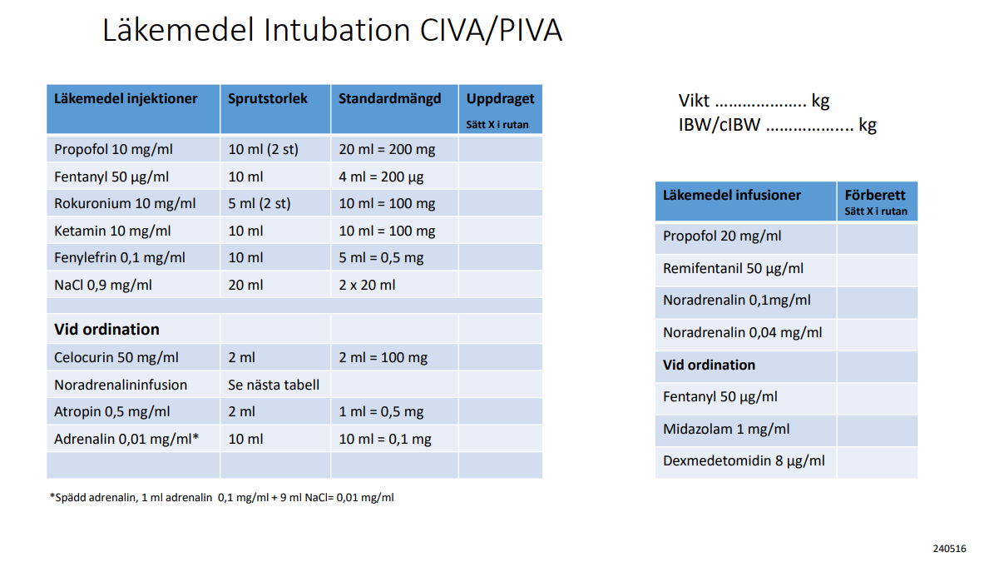 Läkemedel Intubation CIVA/PIVA
Läkemedel injektioner Sprutstorlek Standardmängd Uppdraget
Sätt X i rutan
Propofol 10 mg/ml 10 ml (2 st) 20 ml = 200 mg
Fentanyl 50 µg/ml 10 ml 4 ml = 200 µg
Rokuronium 10 mg/ml 5 ml (2 st) 10 ml = 100 mg
Ketamin 10 mg/ml 10 ml 10 ml = 100 mg
Fenylefrin 0,1 mg/ml 10 ml 5 ml = 0,5 mg
NaCl 0,9 mg/ml 20 ml 2 x 20 ml
Vid ordination
Celocurin 50 mg/ml 2 ml 2 ml = 100 mg
Noradrenalininfusion Se nästa tabell
Atropin 0,5 mg/ml 2 ml 1 ml = 0,5 mg
Adrenalin 0,01 mg/ml* 10 ml 10 ml = 0,1 mg
*Spädd adrenalin, 1 ml adrenalin 0,1 mg/ml + 9 ml NaCl= 0,01 mg/ml
Vikt ……………….. kg
IBW/cIBW ……………….. kg
Läkemedel infusioner Förberett
Sätt X i rutan
Propofol 20 mg/ml
Remifentanil 50 µg/ml
Noradrenalin 0,1mg/ml
Noradrenalin 0,04 mg/ml
Vid ordination
Fentanyl 50 µg/ml
Midazolam 1 mg/ml
Dexmedetomidin 8 µg/ml
240516